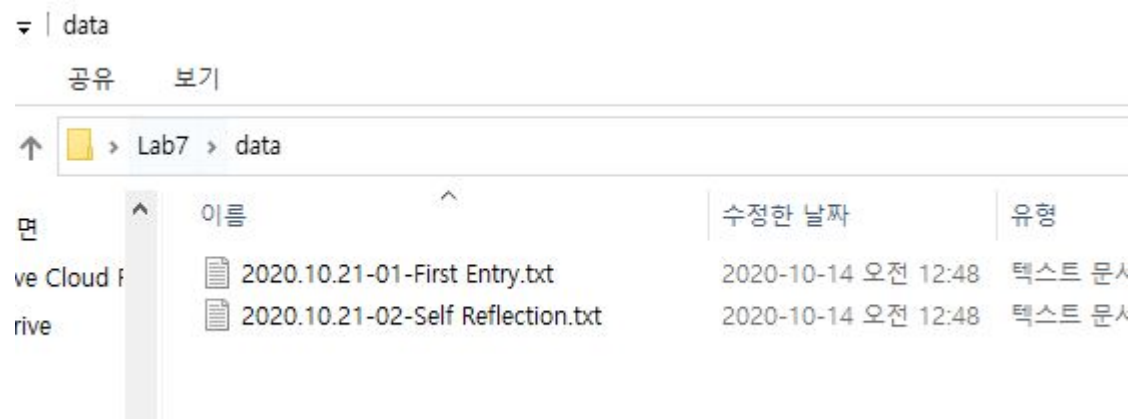 data
공유 보기
Lab7 > data
이름 수정한 날짜 유형
면
ve Cloud F
2020.10.21-01-First Entry.txt 2020-10-14 오전 12:48 텍스트 문서
rive
2020.10.21-02-Self Reflection.txt 2020-10-14 오전 12:48 텍스트 문서